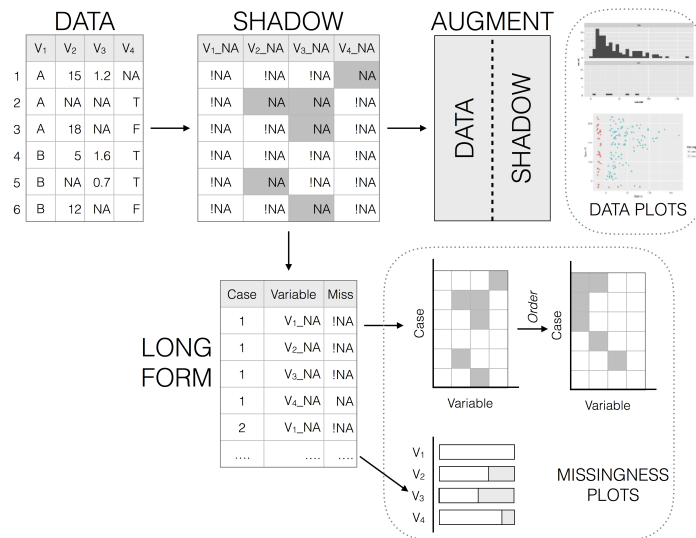 DATA
SHADOW
AUGMENT
V1 V2 V3 V4
1 A 15 1.2 NA
2 A NA NA T
3 A 18 NA F
4 B 5 1.6 T
5 B NA 0.7 T
6 B 12 NA F
V1_NA V2_NA V3_NA V4_NA
!NA !NA !NA NA
!NA NA NA !NA
!NA !NA NA !NA
!NA !NA !NA !NA
!NA NA !NA !NA
!NA !NA NA !NA
DATA
SHADOW
DATA PLOTS
LONG
FORM
Case Variable Miss
1 V1_NA !NA
1 V2_NA !NA
1 V3_NA !NA
1 V4_NA NA
2 V1_NA !NA
.... .... ....
Case
Variable
Order
Case
Variable
V1
V2
V3
V4
MISSINGNESS
PLOTS